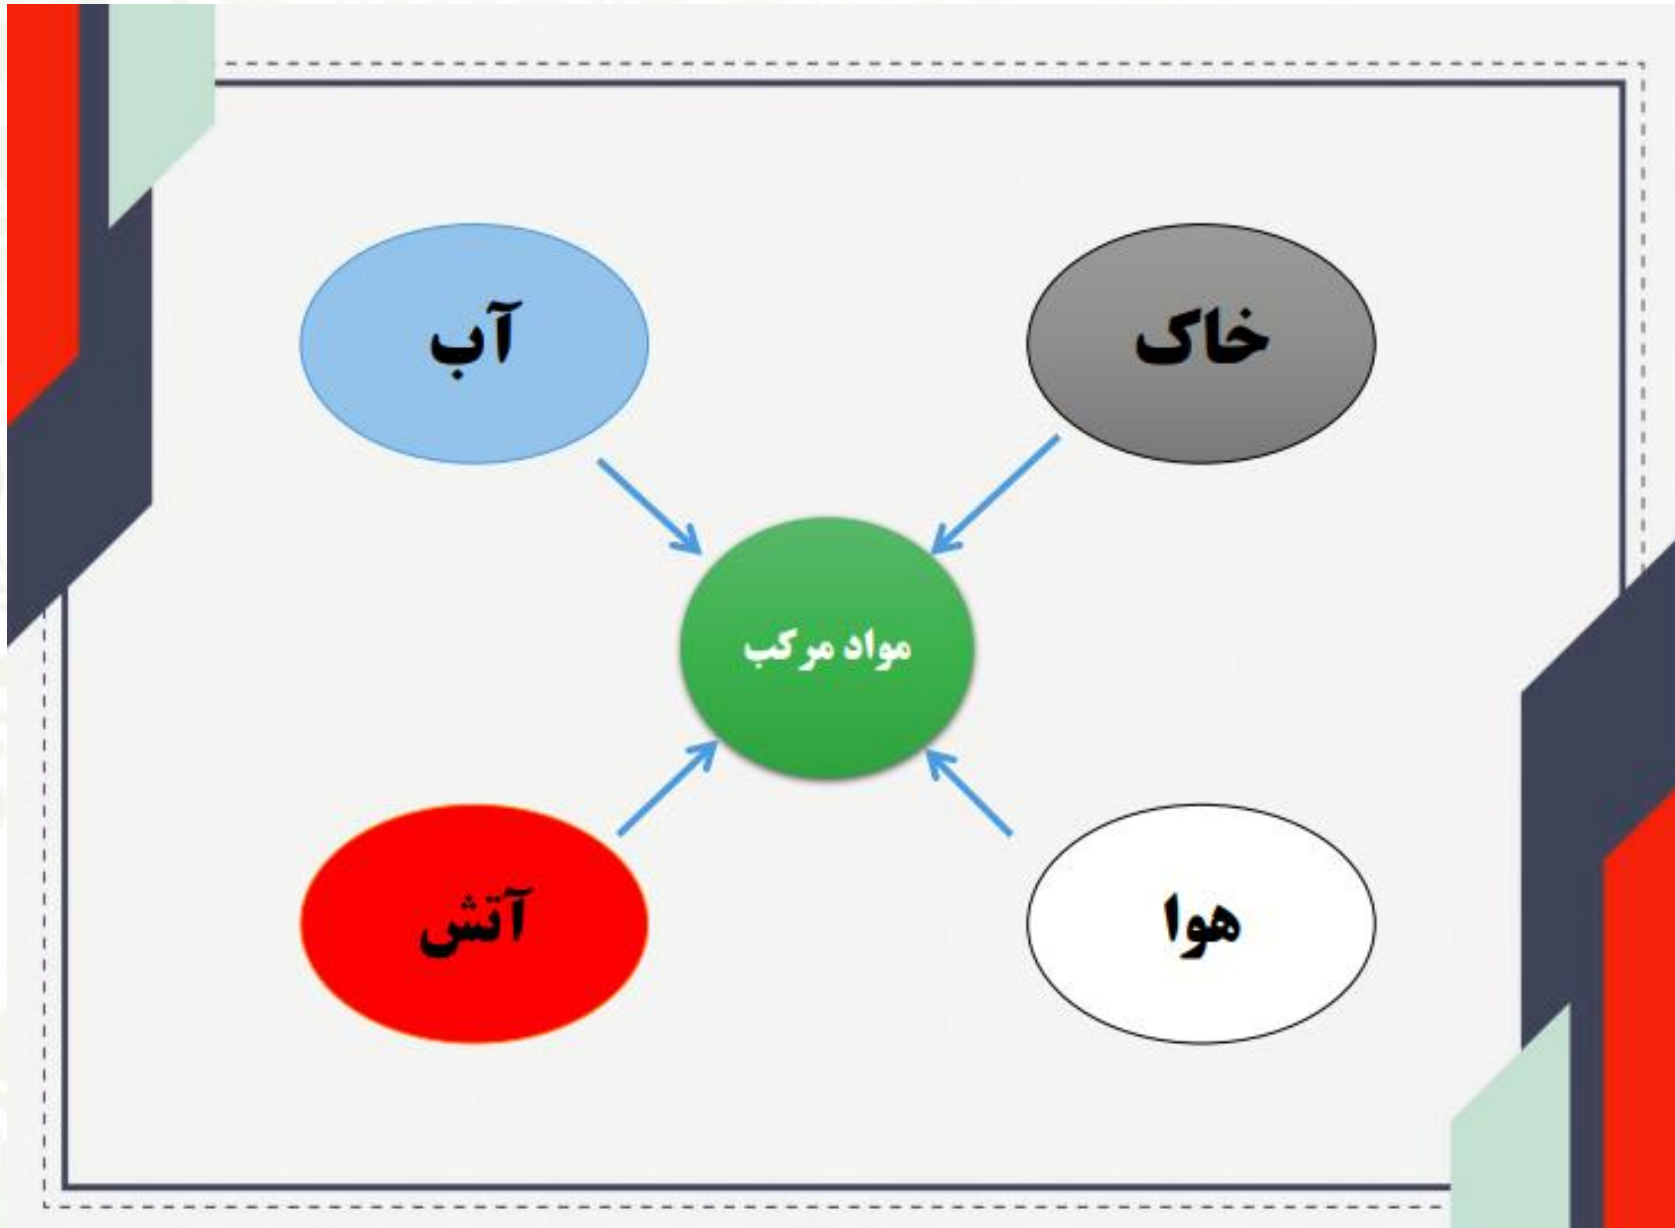 خاک
آب
مواد مرکب
هوا
آتش